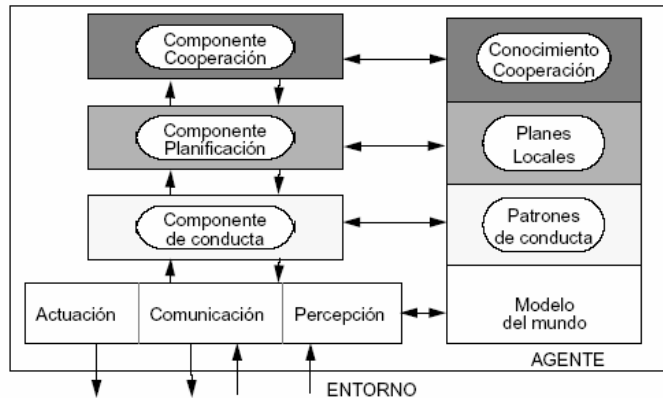 Componente
Cooperación
Conocimiento
Cooperación
Componente
Planificación
Planes
Locales
Componente
de conducta
Patrones
de conducta
Actuación
Comunicación
Percepción
Modelo
del mundo
AGENTE
ENTORNO